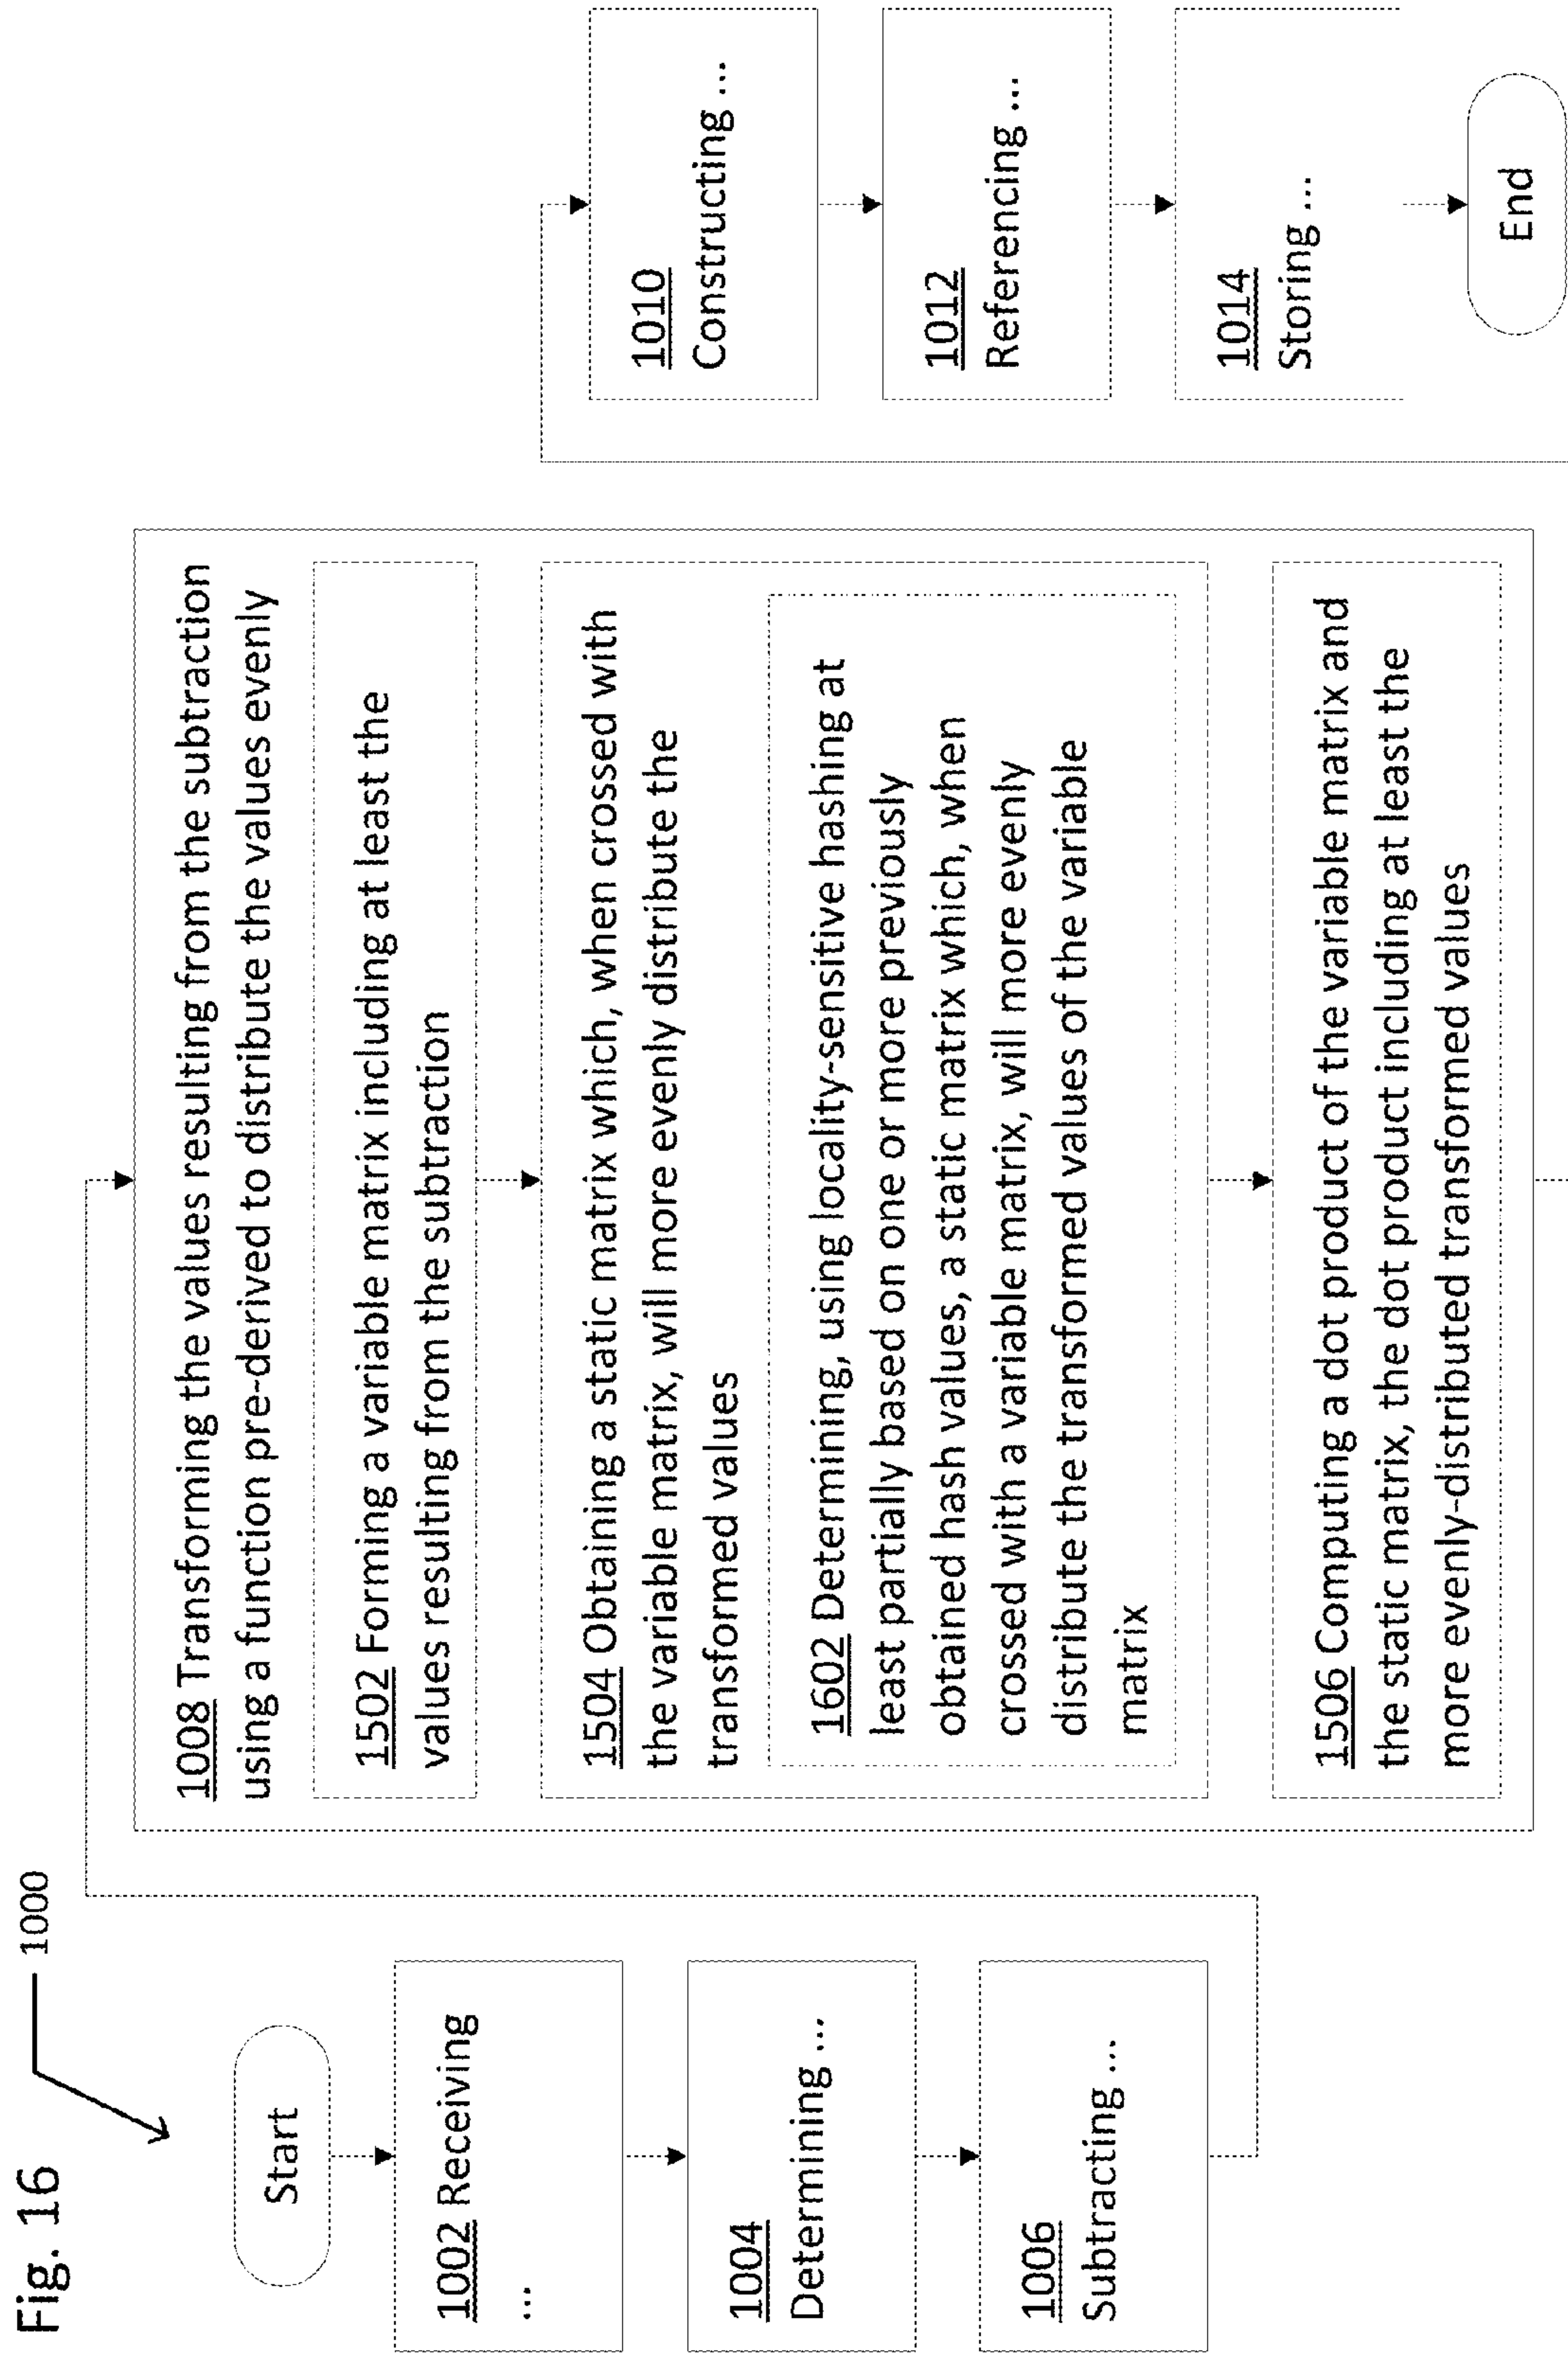 Fig. 16
1000
Start
1002 Receiving
...
1004
Determining ...
1006
Subtracting ...
1008 Transforming the values resulting from the subtraction
using a function pre-derived to distribute the values evenly
1502 Forming a variable matrix including at least the
values resulting from the subtraction
1504 Obtaining a static matrix which, when crossed with
the variable matrix, will more evenly distribute the
transformed values
1602 Determining, using locality-sensitive hashing at
least partially based on one or more previously
obtained hash values, a static matrix which, when
crossed with a variable matrix, will more evenly
distribute the transformed values of the variable
matrix
1506 Computing a dot product of the variable matrix and
the static matrix, the dot product including at least the
more evenly-distributed transformed values
1010
Constructing ...
1012
Referencing ...
1014
Storing ...
End